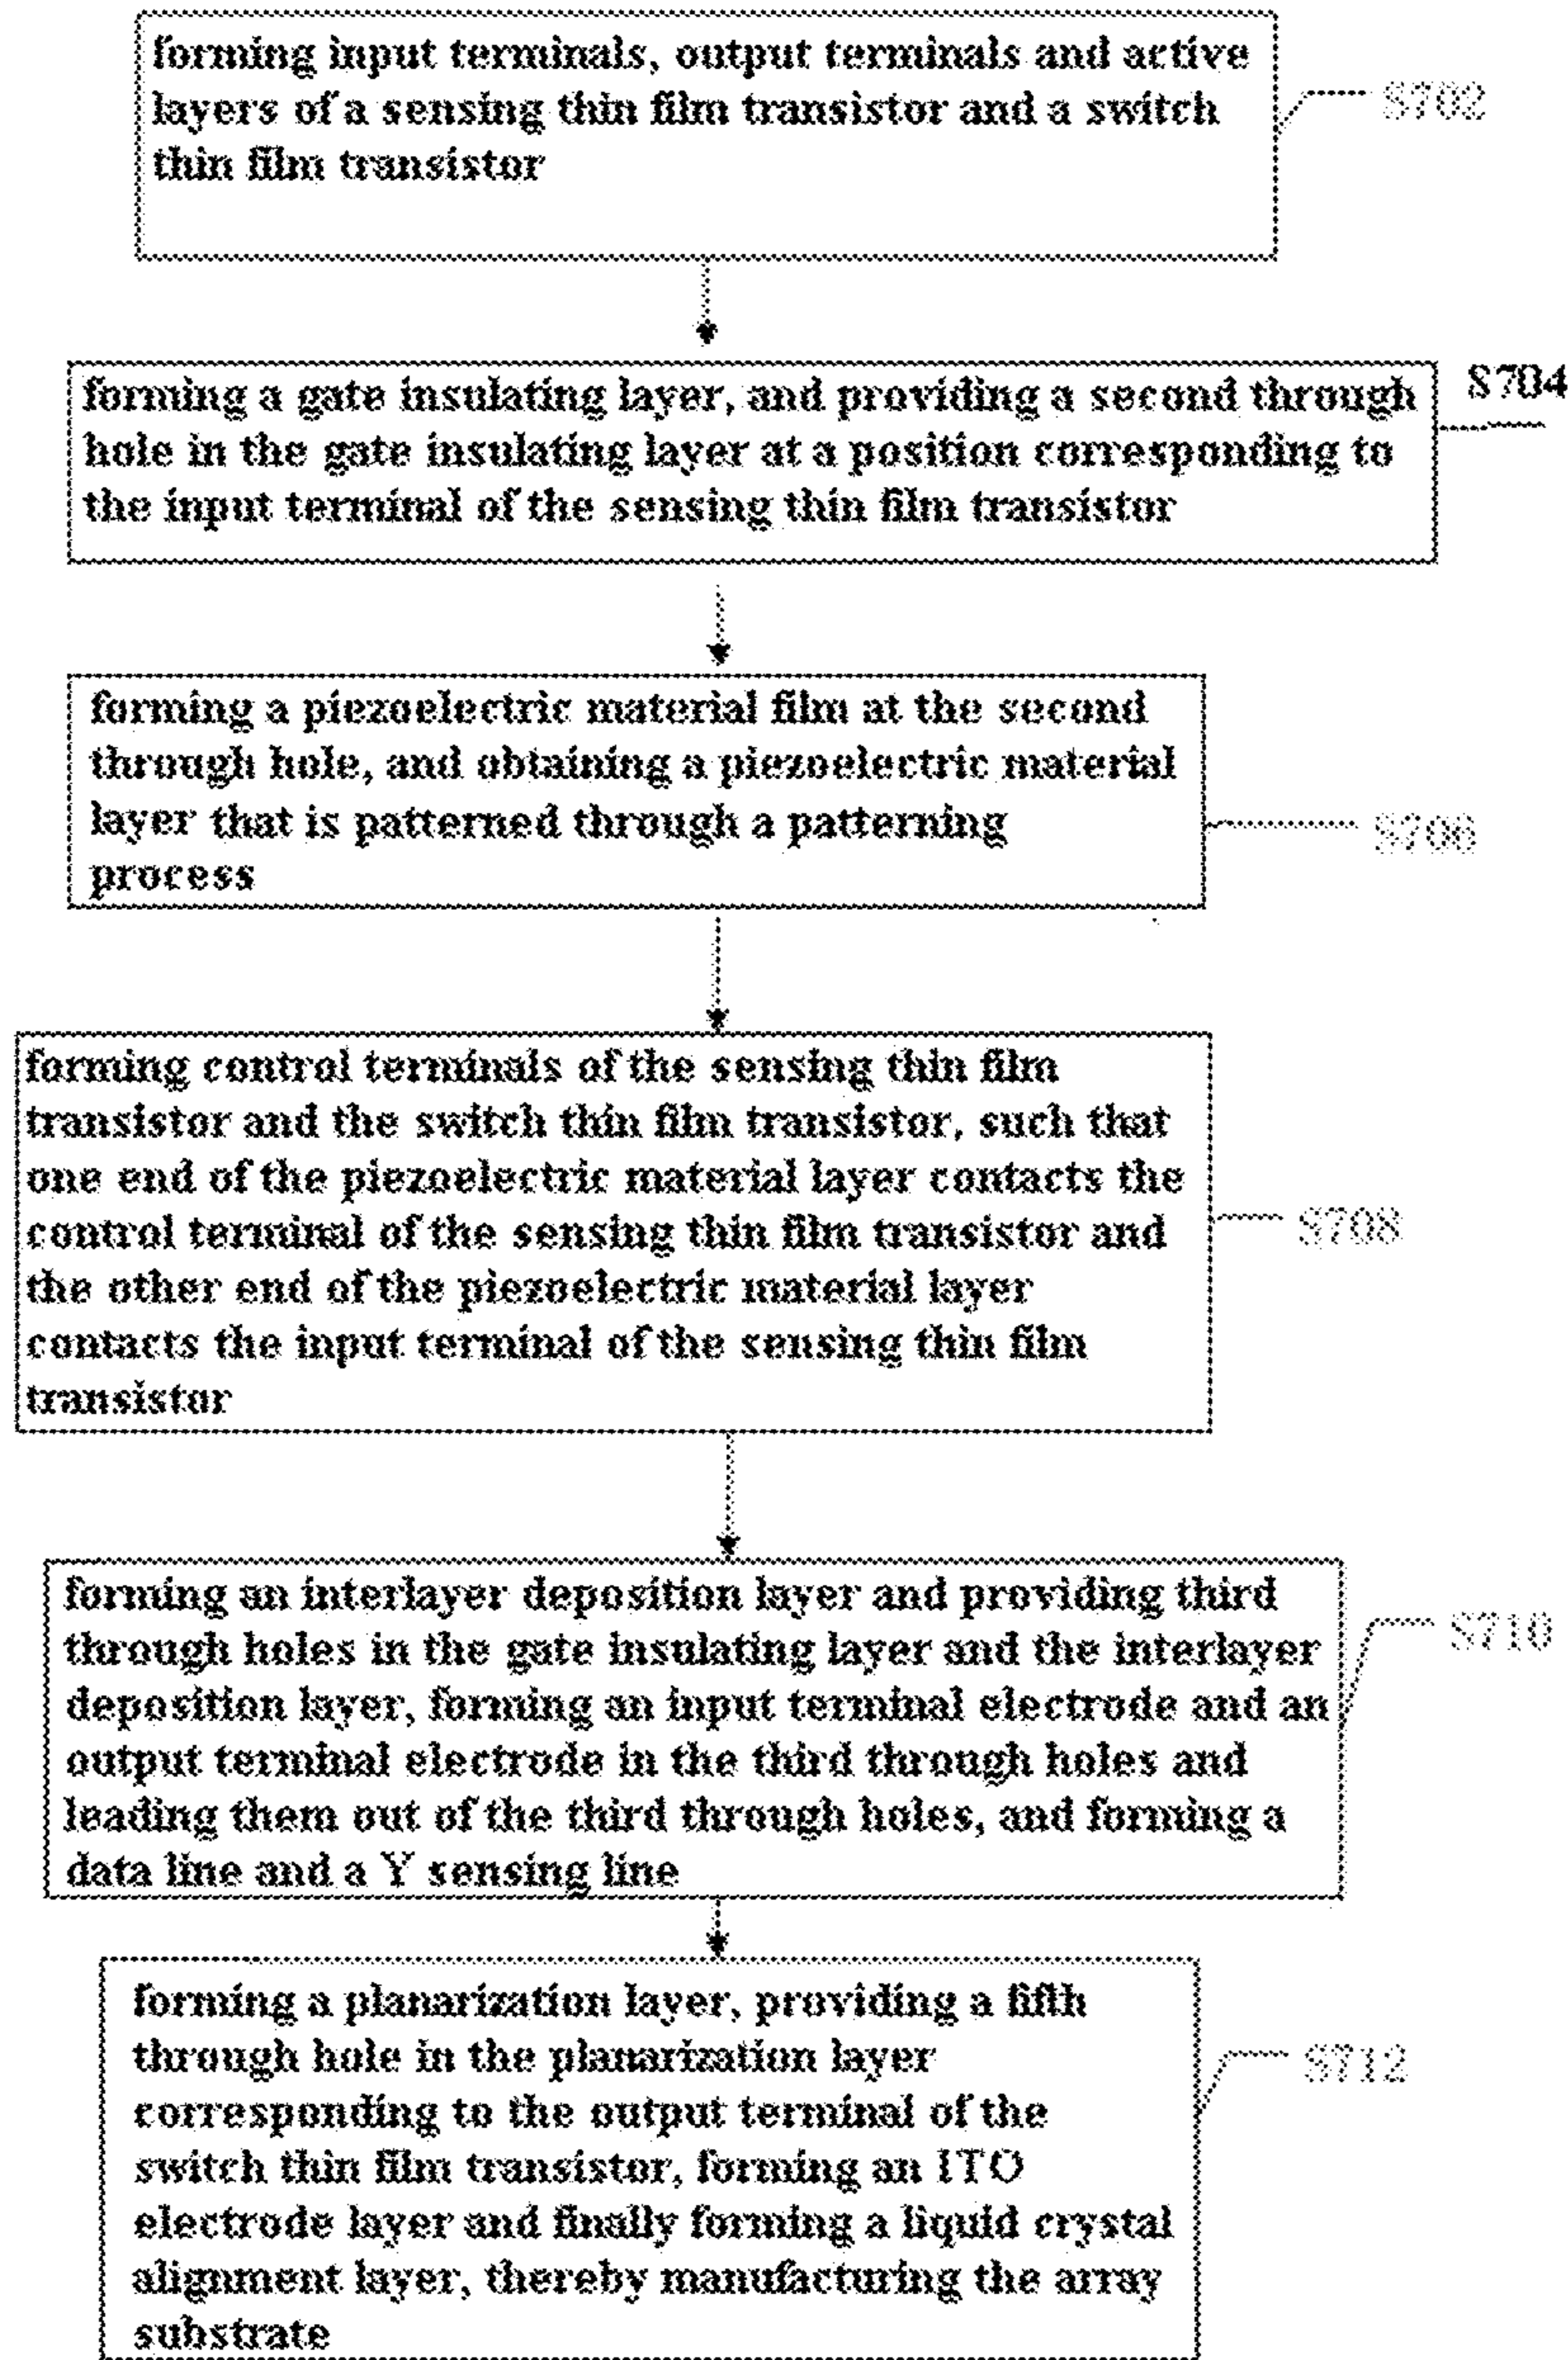 forming input terminals, output terminals and active
layers of a sensing thin film transistor and a switch
thin film transistor
S702
forming a gate insulating layer, and providing a second through
hole in the gate insulating layer at a position corresponding to
the input terminal of the sensing thin film transistor
S704
forming a piezoelectric material film at the second
through hole, and obtaining a piezoelectric material
layer that is patterned through a patterning
process
S706
forming control terminals of the sensing thin film
transistor and the switch thin film transistor, such that
one end of the piezoelectric material layer contacts the
control terminal of the sensing thin film transistor and
the other end of the piezoelectric material layer
contacts the input terminal of the sensing thin film
transistor
S708
forming an interlayer deposition layer and providing third
through holes in the gate insulating layer and the interlayer
deposition layer, forming an input terminal electrode and an
output terminal electrode in the third through holes and
leading them out of the third through holes, and forming a
data line and a Y sensing line
S710
forming a planarization layer, providing a fifth
through hole in the planarization layer
corresponding to the output terminal of the
switch thin film transistor, forming an ITO
electrode layer and finally forming a liquid crystal
alignment layer, thereby manufacturing the array
substrate
S712